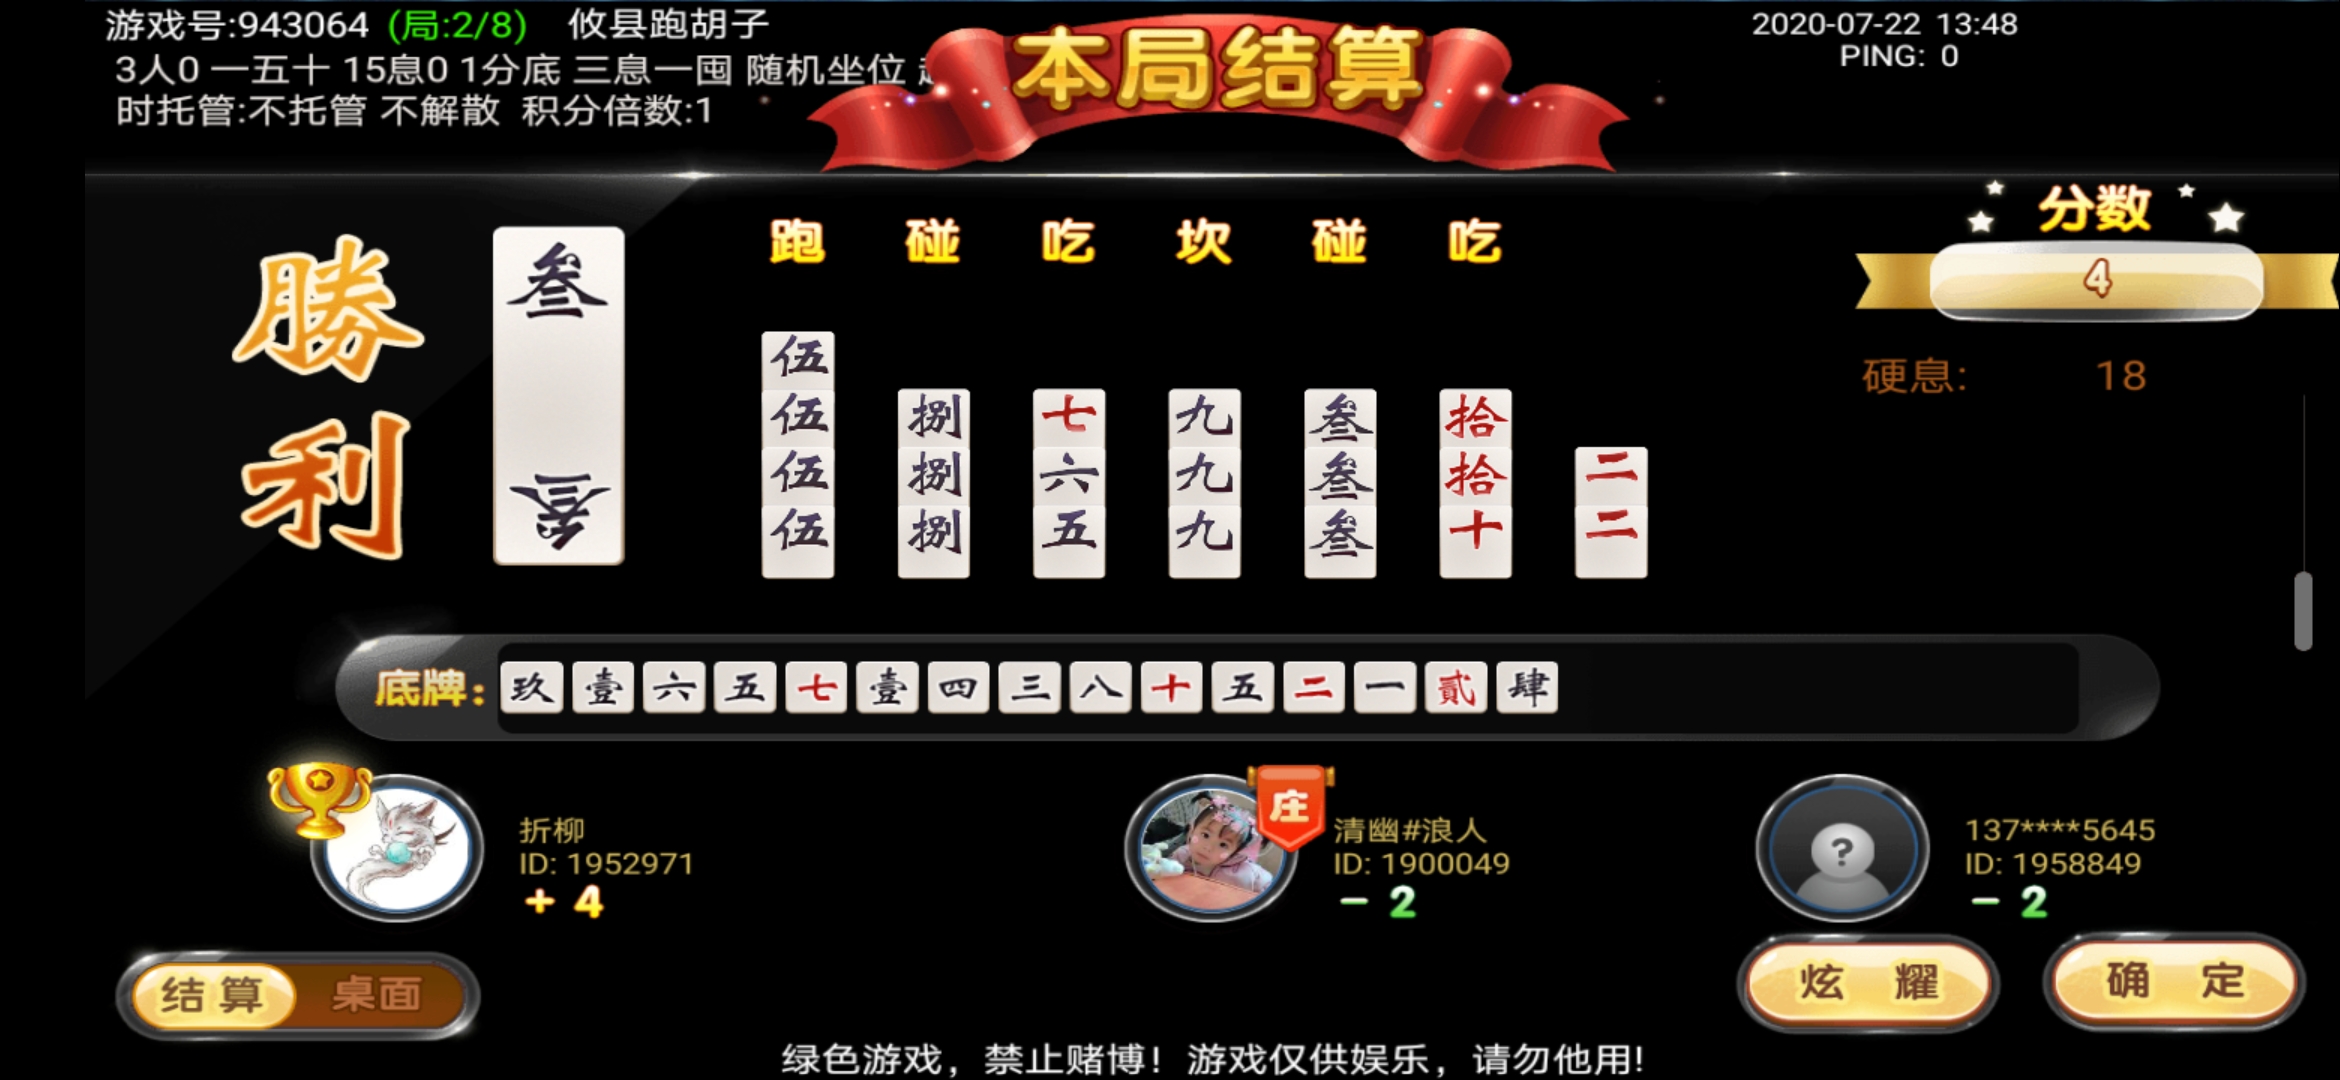 游戏号:943064 (局:2/8) 攸县跑胡子
3人0 一五十 15息0 1分底 三息一囤 随机坐位
时托管:不托管 不解散 积分倍数:1
本局结算
2020-07-22 13:48
PING: 0
勝利
叁
叁
跑 碰 吃 坎 碰 吃
伍
伍 捌 七 九 叁 拾
伍 捌 六 九 叁 拾 二
伍 捌 五 九 叁 十 二
分数
4
硬息: 18
底牌: 玖 壹 六 五 七 壹 四 三 八 十 五 二 一 贰 肆
折柳
ID: 1952971
+ 4
庄
清幽#浪人
ID: 1900049
- 2
?
137****5645
ID: 1958849
- 2
结算 桌面
炫 耀
确 定
绿色游戏，禁止赌博！游戏仅供娱乐，请勿他用!